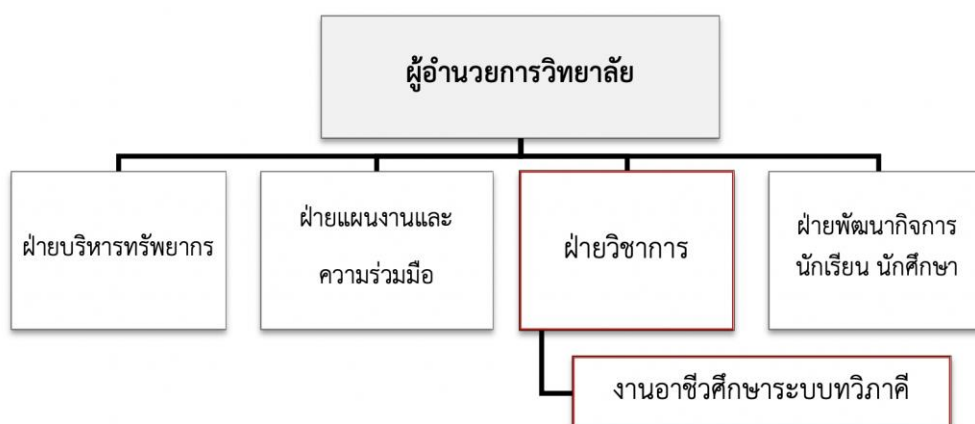 ผู้อำนวยการวิทยาลัย
ฝ่ายบริหารทรัพยากร
ฝ่ายแผนงานและ
ความร่วมมือ
ฝ่ายวิชาการ
ฝ่ายพัฒนากิจการ
นักเรียน นักศึกษา
งานอาชีวศึกษาระบบทวิภาคี